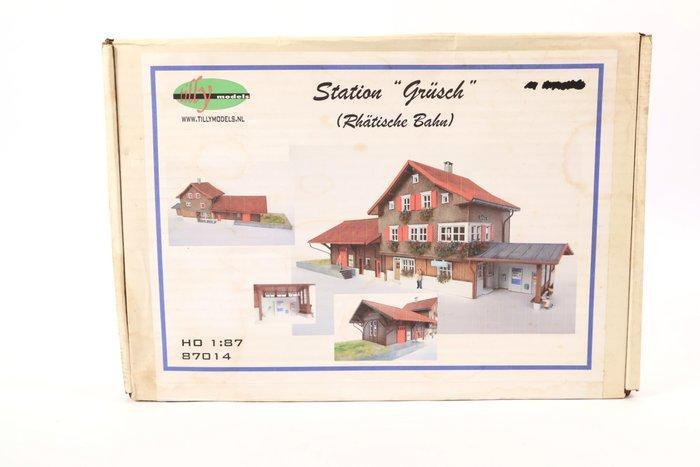 tilly
models
WWW.TILLYMODELS.NL
Station "Grüsch"
(Rhätische Bahn)
HO 1:87
87014